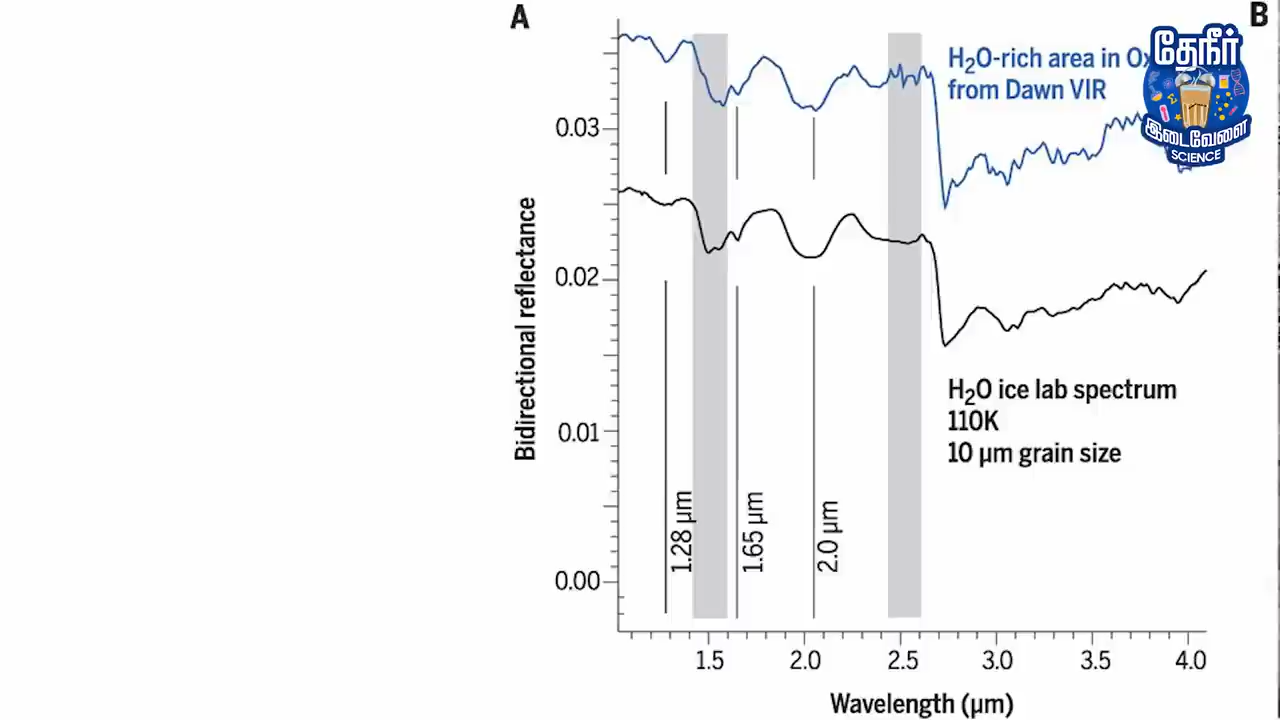 A
B
H₂O-rich area in
from Dawn VIR
தேநீர்
இடைவேளை
SCIENCE
0.03
0.02
0.01
0.00
Bidirectional reflectance
H₂O ice lab spectrum
110K
10 µm grain size
1.28 µm
1.65 µm
2.0 µm
1.5 2.0 2.5 3.0 3.5 4.0
Wavelength (µm)